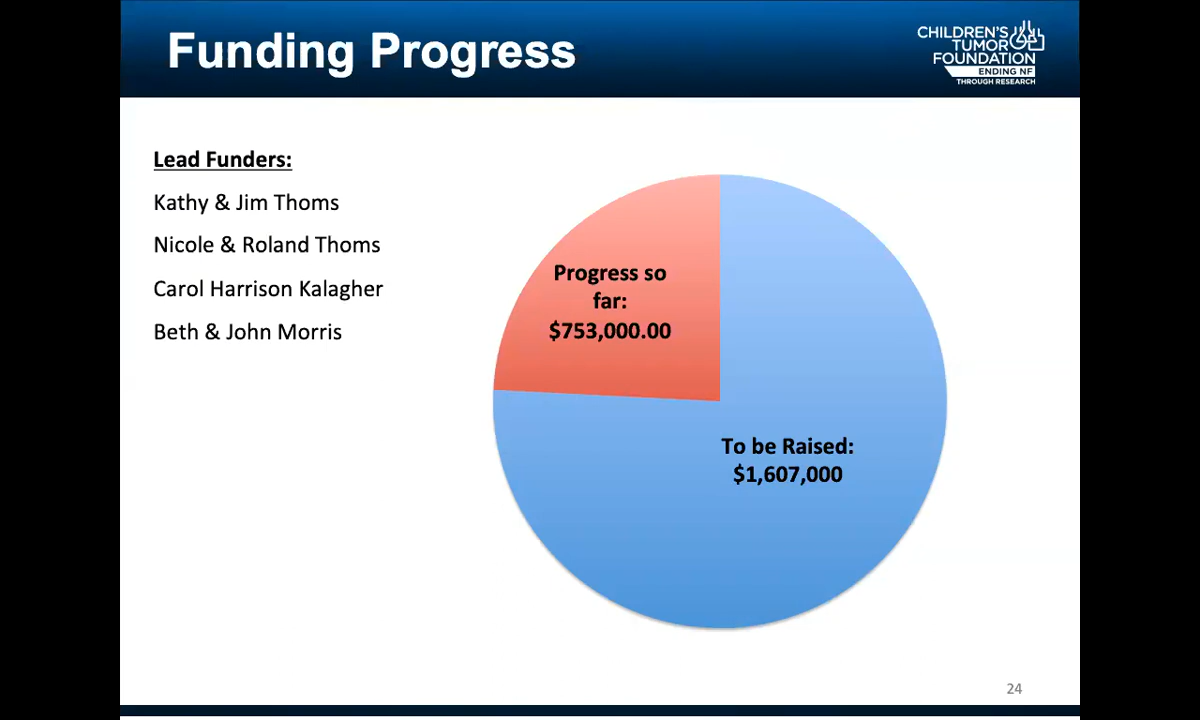 Funding Progress
CHILDREN'S
TUMOR
FOUNDATION
ENDING NF
THROUGH RESEARCH
Lead Funders:
Kathy & Jim Thoms
Nicole & Roland Thoms
Carol Harrison Kalagher
Beth & John Morris
Progress so
far:
$753,000.00
To be Raised:
$1,607,000
24